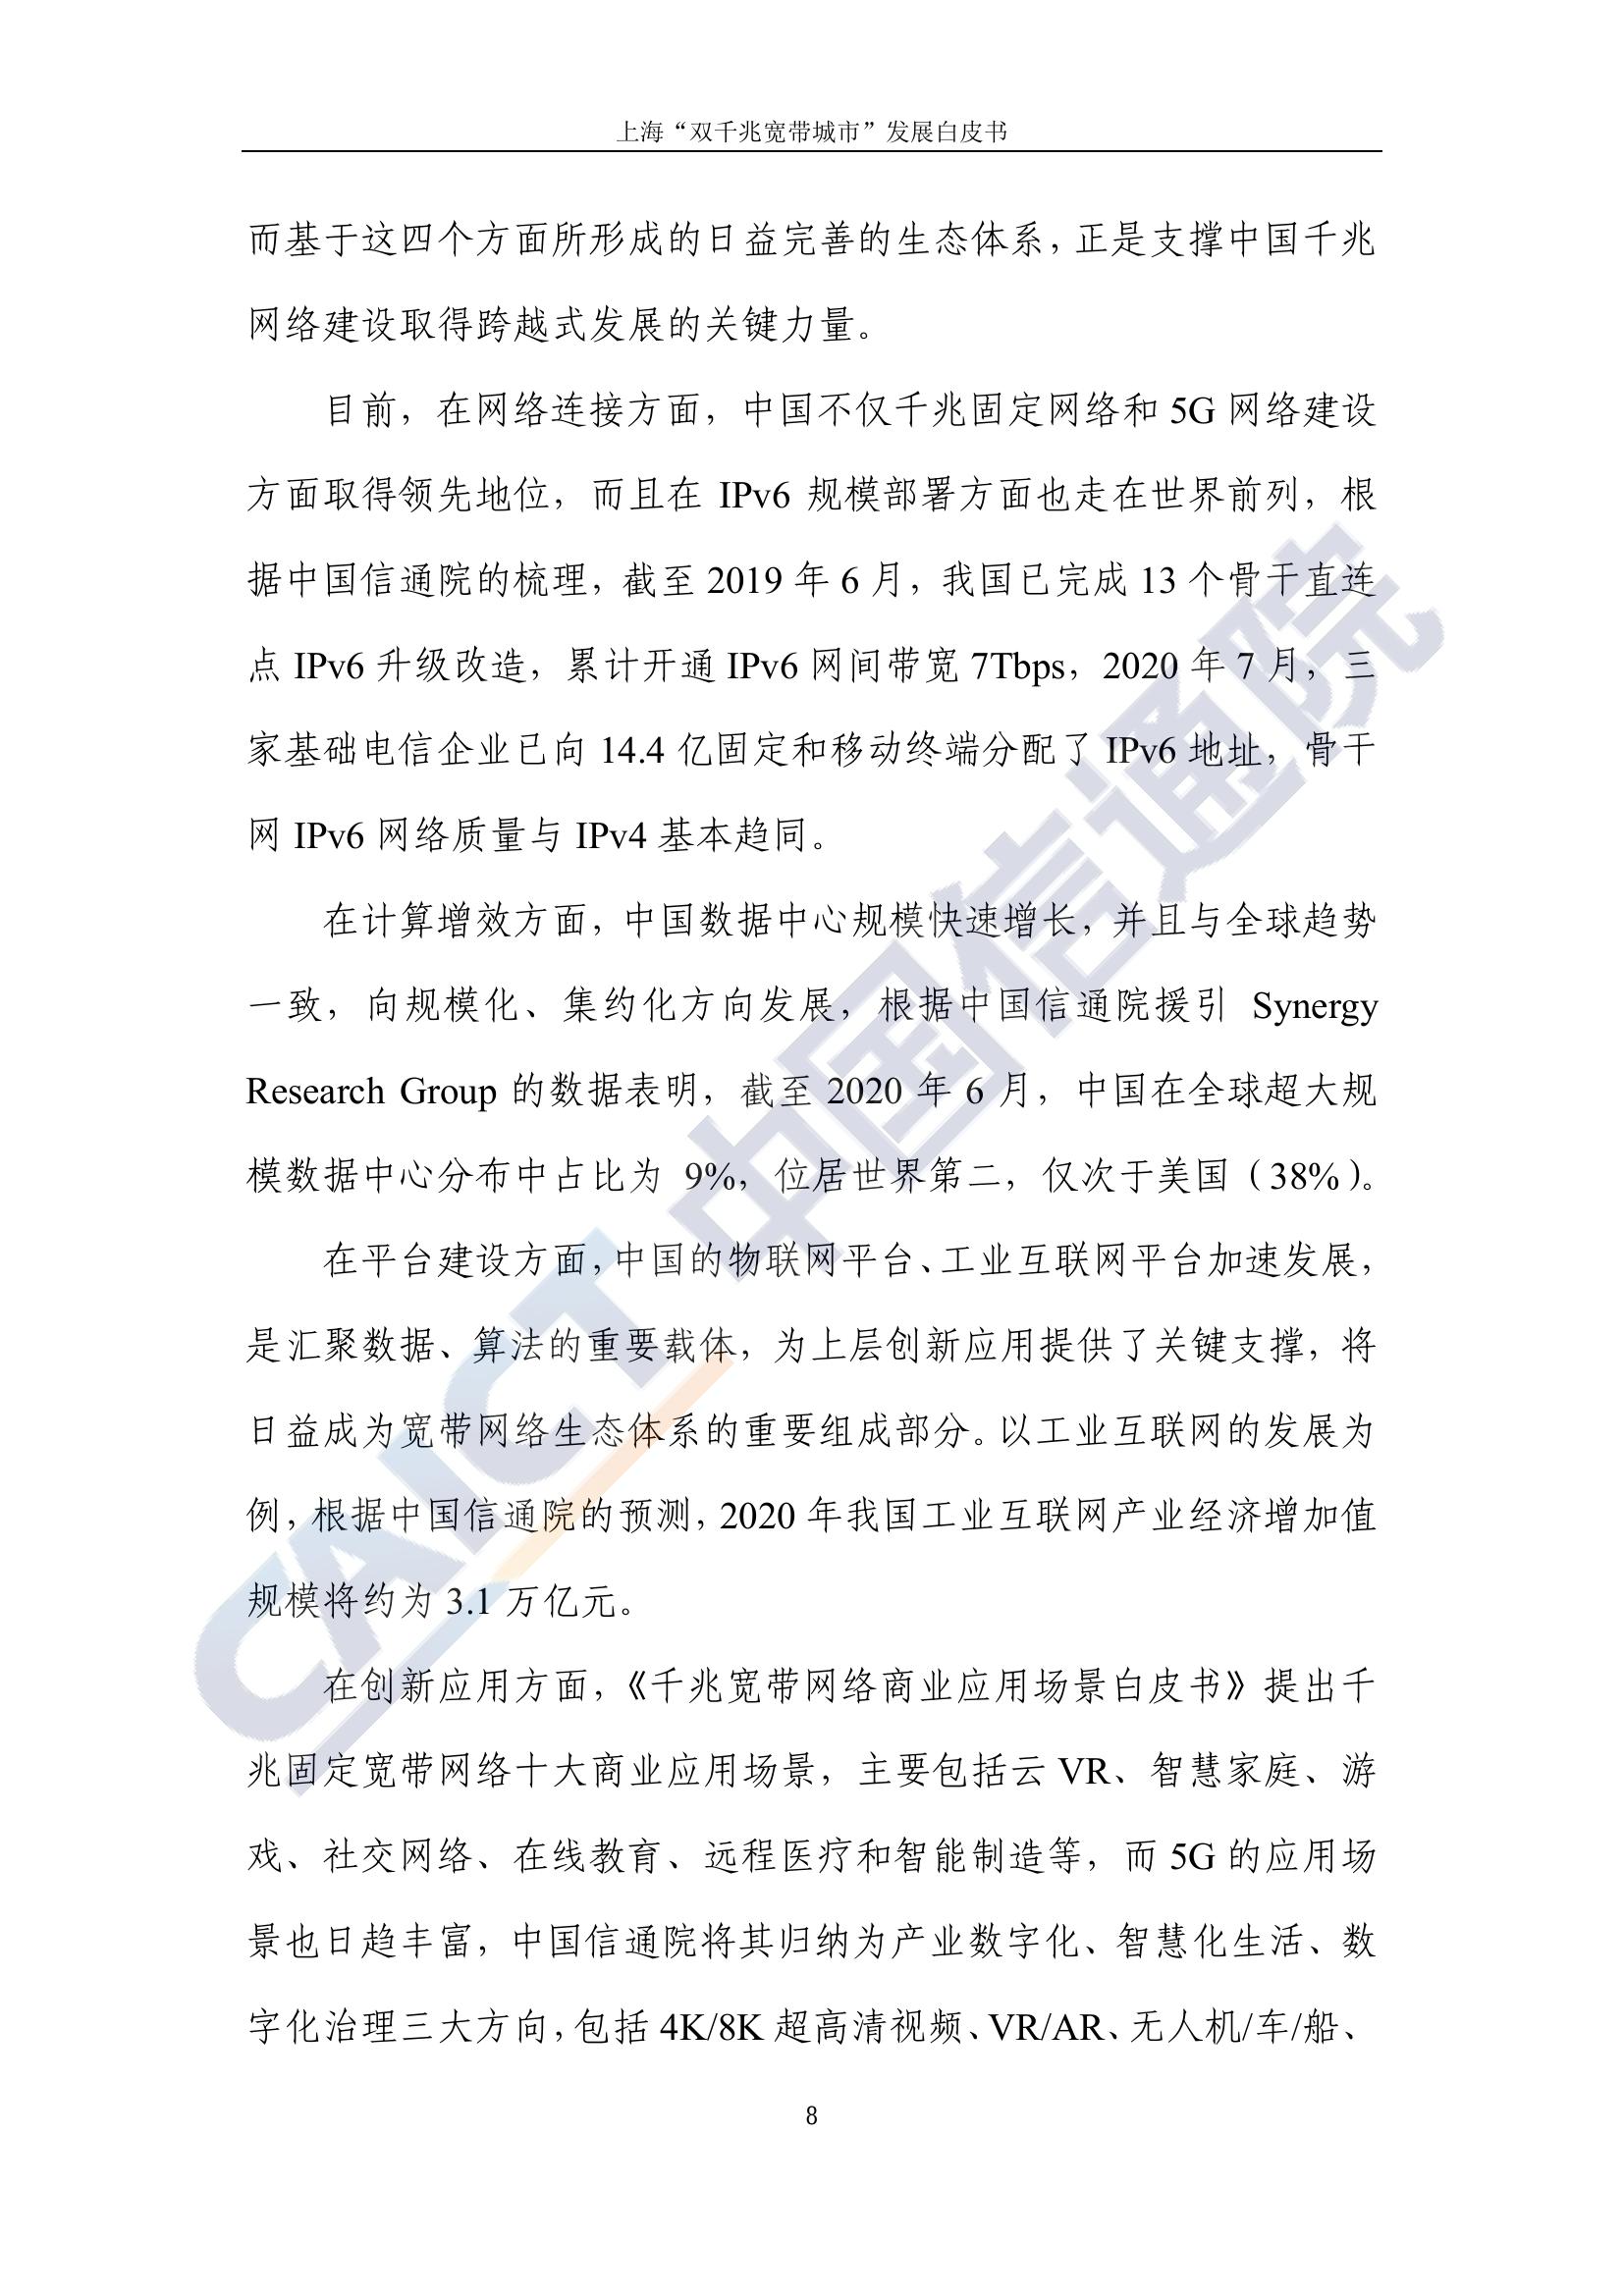 上海“双千兆宽带城市”发展白皮书
而基于这四个方面所形成的日益完善的生态体系，正是支撑中国千兆
网络建设取得跨越式发展的关键力量。
目前，在网络连接方面，中国不仅千兆固定网络和 5G 网络建设
方面取得领先地位，而且在 IPv6 规模部署方面也走在世界前列，根
据中国信通院的梳理，截至 2019 年 6 月，我国已完成 13 个骨干直连
点 IPv6 升级改造，累计开通 IPv6 网间带宽 7Tbps，2020 年 7 月，三
家基础电信企业已向 14.4 亿固定和移动终端分配了 IPv6 地址，骨干
网 IPv6 网络质量与 IPv4 基本趋同。
在计算增效方面，中国数据中心规模快速增长，并且与全球趋势
一致，向规模化、集约化方向发展，根据中国信通院援引 Synergy
Research Group 的数据表明，截至 2020 年 6 月，中国在全球超大规
模数据中心分布中占比为 9%，位居世界第二，仅次于美国（38%）。
在平台建设方面，中国的物联网平台、工业互联网平台加速发展，
是汇聚数据、算法的重要载体，为上层创新应用提供了关键支撑，将
日益成为宽带网络生态体系的重要组成部分。以工业互联网的发展为
例，根据中国信通院的预测，2020 年我国工业互联网产业经济增加值
规模将约为 3.1 万亿元。
在创新应用方面，《千兆宽带网络商业应用场景白皮书》提出千
兆固定宽带网络十大商业应用场景，主要包括云 VR、智慧家庭、游
戏、社交网络、在线教育、远程医疗和智能制造等，而 5G 的应用场
景也日趋丰富，中国信通院将其归纳为产业数字化、智慧化生活、数
字化治理三大方向，包括 4K/8K 超高清视频、VR/AR、无人机/车/船、
8
CAICT 中国信通院